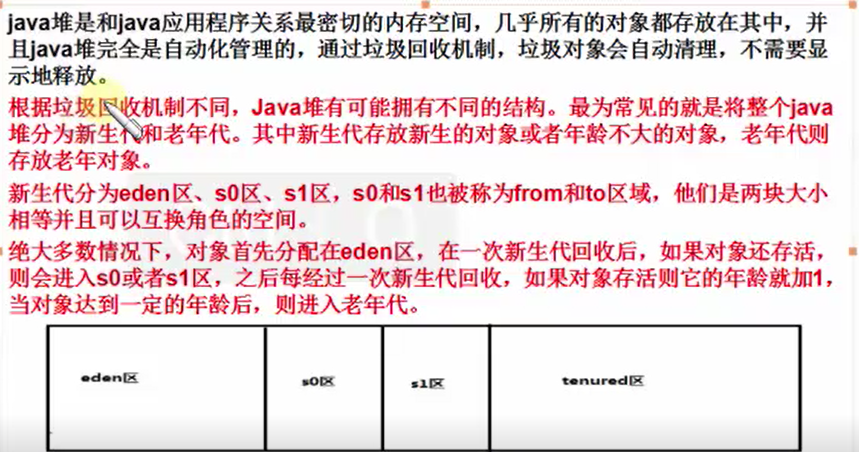 java堆是和java应用程序关系最密切的内存空间，几乎所有的对象都存放在其中，并
且java堆完全是自动化管理的，通过垃圾回收机制，垃圾对象会自动清理，不需要显
示地释放。
根据垃圾回收机制不同，Java堆有可能拥有不同的结构。最为常见的就是将整个java
堆分为新生代和老年代。其中新生代存放新生的对象或者年龄不大的对象，老年代则
存放老年对象。
新生代分为eden区、s0区、s1区，s0和s1也被称为from和to区域，他们是两块大小
相等并且可以互换角色的空间。
绝大多数情况下，对象首先分配在eden区，在一次新生代回收后，如果对象还存活，
则会进入s0或者s1区，之后每经过一次新生代回收，如果对象存活则它的年龄就加1，
当对象达到一定的年龄后，则进入老年代。
eden区
s0区
s1区
tenured区